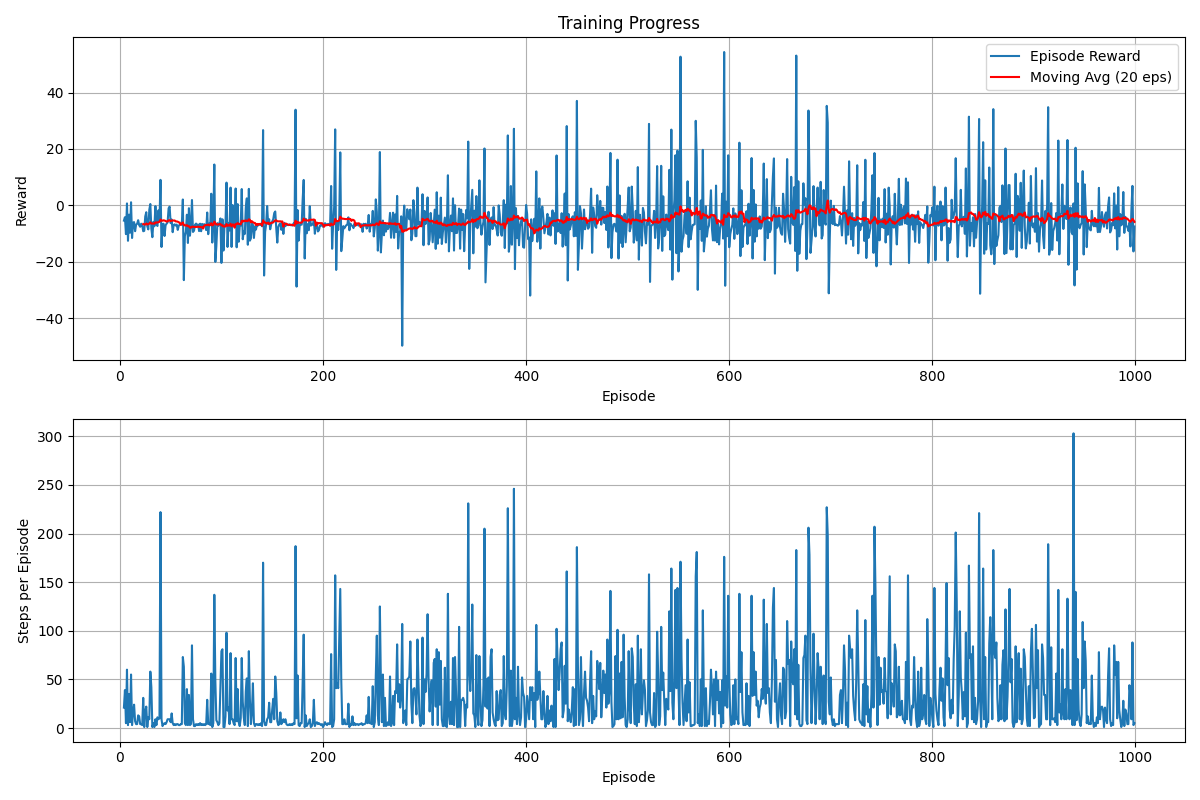 Training Progress
Episode Reward
Moving Avg (20 eps)
Reward
40
20
0
−20
−40
0 200 400 600 800 1000
Episode
Steps per Episode
300
250
200
150
100
50
0
0 200 400 600 800 1000
Episode